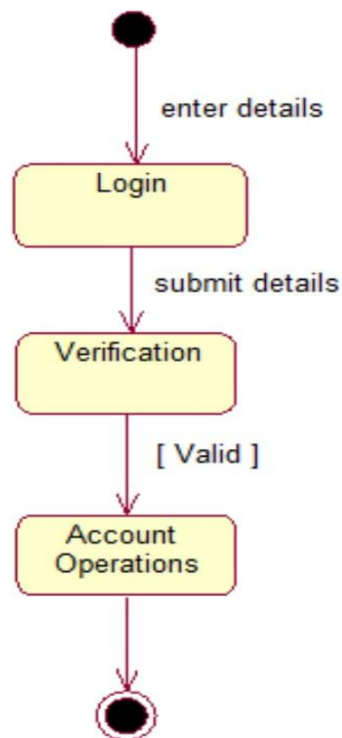 enter details
Login
submit details
Verification
[ Valid ]
Account
Operations